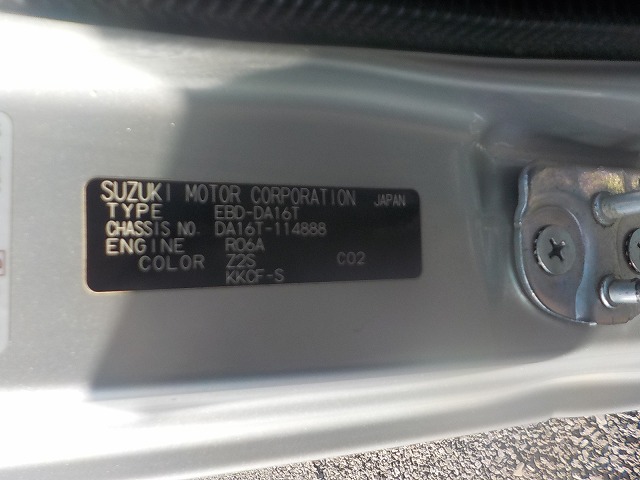 SUZUKI MOTOR CORPORATION JAPAN
TYPE EBD-DA16T
CHASSIS NO. DA16T-114888
ENGINE R06A
COLOR Z2S C02
KKCF-S